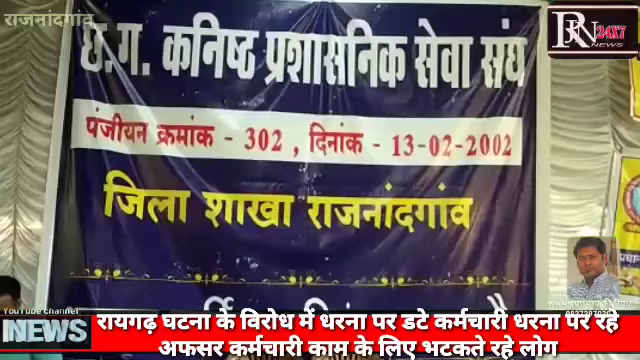 राजनांदगांव
RN 24X7
NEWS
छ.ग. कनिष्ठ प्रशासनिक सेवा संघ
पंजीयन क्रमांक - 302 , दिनांक - 13-02-2002
जिला शाखा राजनांदगांव
YouTube Channel
NEWS
रायगढ़ घटना के विरोध में धरना पर डटे कर्मचारी धरना पर रहे
अफसर कर्मचारी काम के लिए भटकते रहे लोग